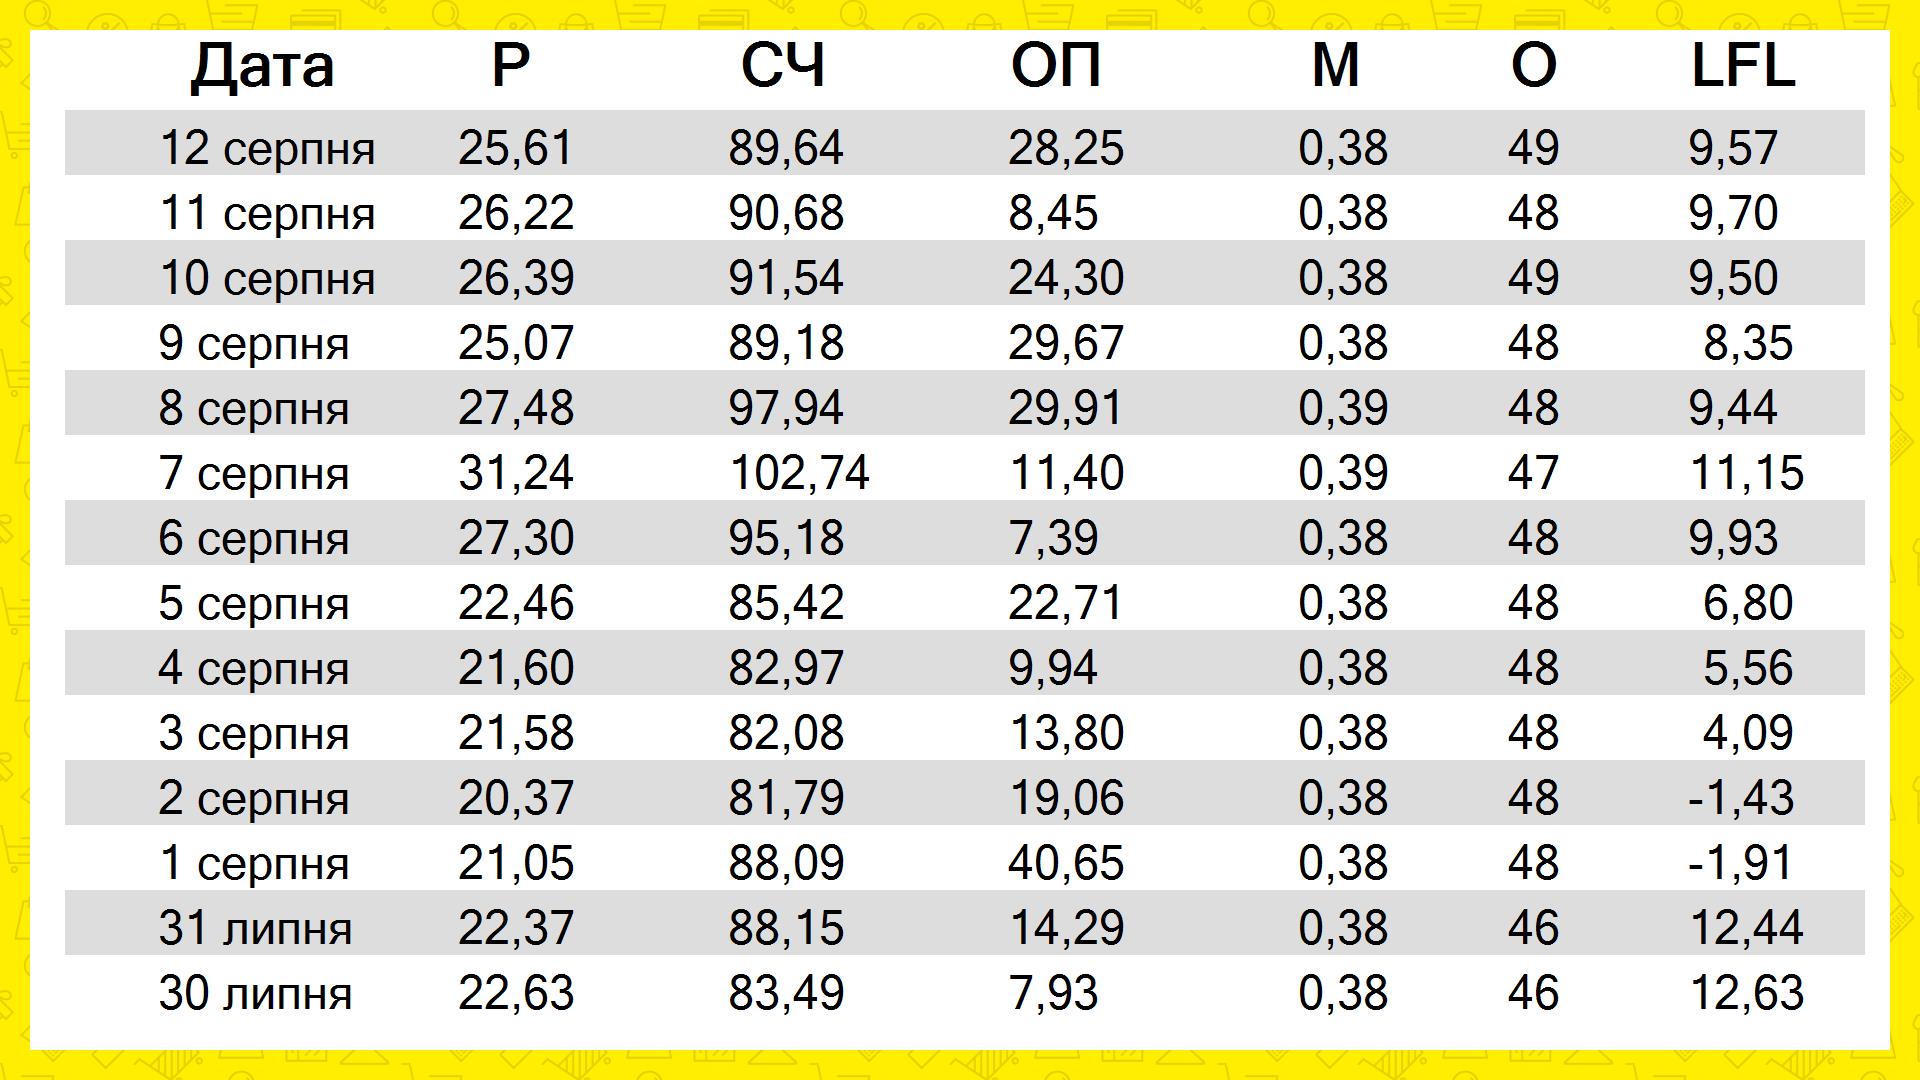 Дата Р СЧ ОП М О LFL
12 серпня 25,61 89,64 28,25 0,38 49 9,57
11 серпня 26,22 90,68 8,45 0,38 48 9,70
10 серпня 26,39 91,54 24,30 0,38 49 9,50
9 серпня 25,07 89,18 29,67 0,38 48 8,35
8 серпня 27,48 97,94 29,91 0,39 48 9,44
7 серпня 31,24 102,74 11,40 0,39 47 11,15
6 серпня 27,30 95,18 7,39 0,38 48 9,93
5 серпня 22,46 85,42 22,71 0,38 48 6,80
4 серпня 21,60 82,97 9,94 0,38 48 5,56
3 серпня 21,58 82,08 13,80 0,38 48 4,09
2 серпня 20,37 81,79 19,06 0,38 48 -1,43
1 серпня 21,05 88,09 40,65 0,38 48 -1,91
31 липня 22,37 88,15 14,29 0,38 46 12,44
30 липня 22,63 83,49 7,93 0,38 46 12,63